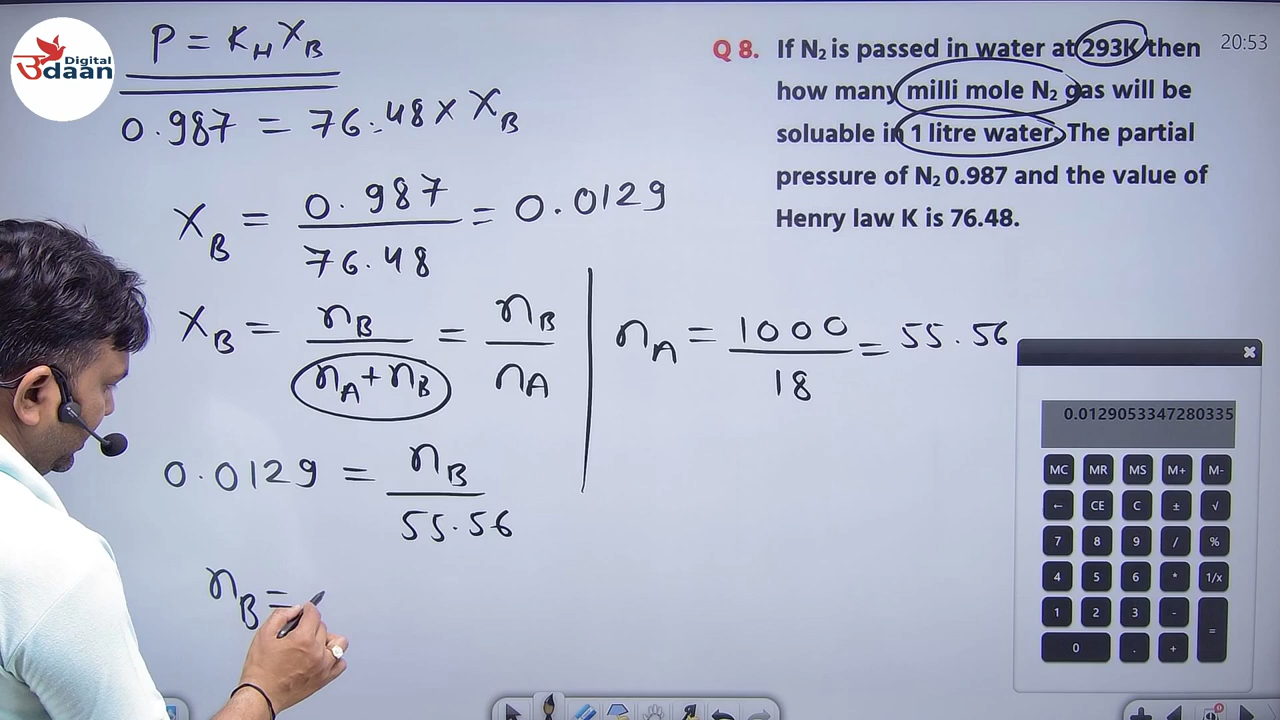 Digital
उdaan
P = K_H X_B
0.987 = 76.48 × X_B
X_B = 0.987 / 76.48 = 0.0129
X_B = n_B / (n_A + n_B) = n_B / n_A
n_A = 1000 / 18 = 55.56
0.0129 = n_B / 55.56
n_B =
Q 8. If N₂ is passed in water at 293K then
how many milli mole N₂ gas will be
soluable in 1 litre water. The partial
pressure of N₂ 0.987 and the value of
Henry law K is 76.48.
20:53
0.0129053347280335
MC MR MS M+ M-
← CE C ± √
7 8 9 / %
4 5 6 * 1/x
1 2 3 - =
0 . +